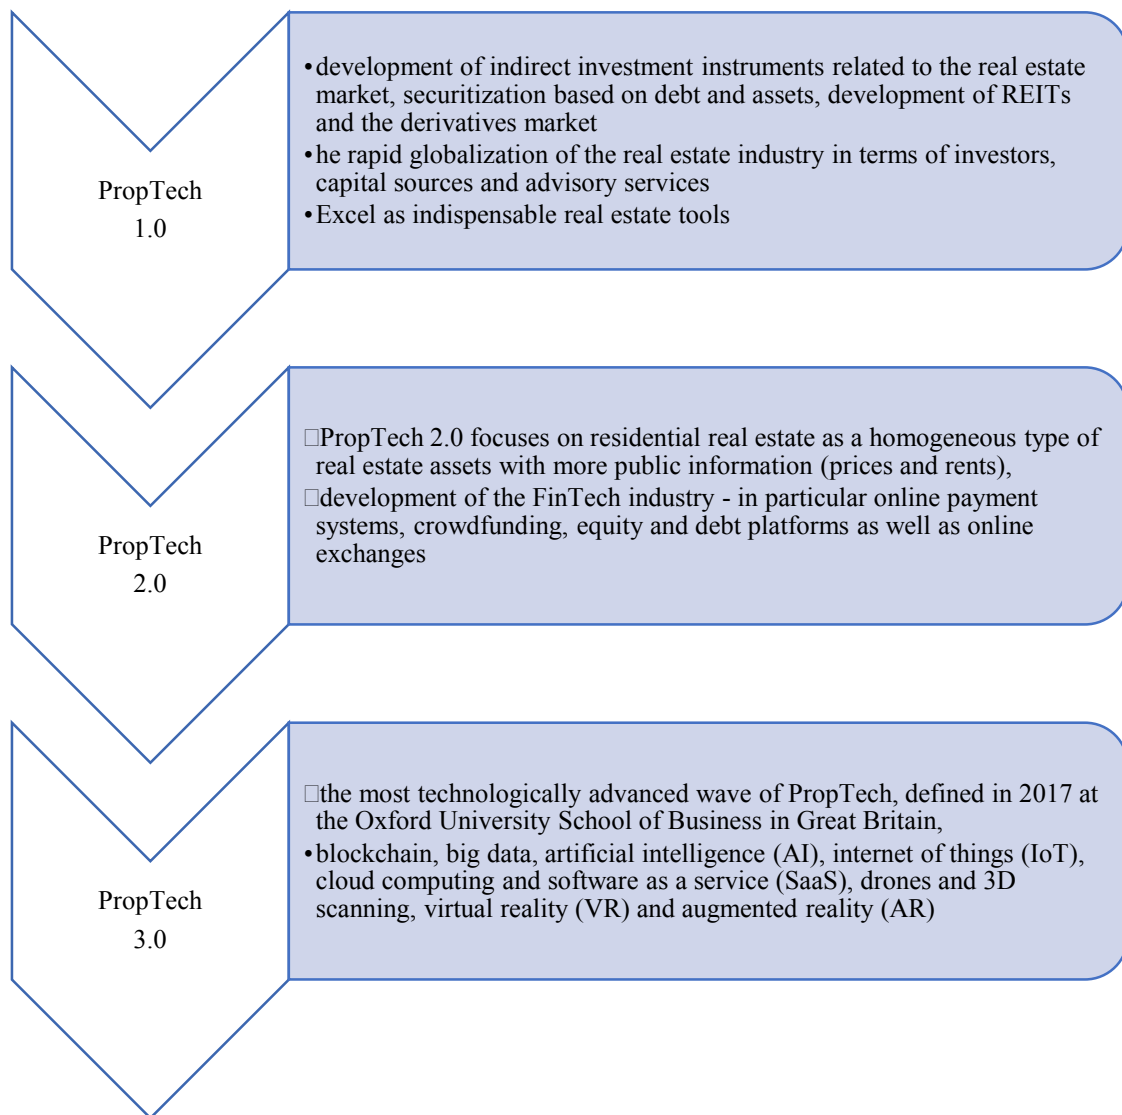 PropTech
1.0
•development of indirect investment instruments related to the real estate
market, securitization based on debt and assets, development of REITs
and the derivatives market
•he rapid globalization of the real estate industry in terms of investors,
capital sources and advisory services
•Excel as indispensable real estate tools
PropTech
2.0
□PropTech 2.0 focuses on residential real estate as a homogeneous type of
real estate assets with more public information (prices and rents),
□development of the FinTech industry - in particular online payment
systems, crowdfunding, equity and debt platforms as well as online
exchanges
PropTech
3.0
□the most technologically advanced wave of PropTech, defined in 2017 at
the Oxford University School of Business in Great Britain,
•blockchain, big data, artificial intelligence (AI), internet of things (IoT),
cloud computing and software as a service (SaaS), drones and 3D
scanning, virtual reality (VR) and augmented reality (AR)